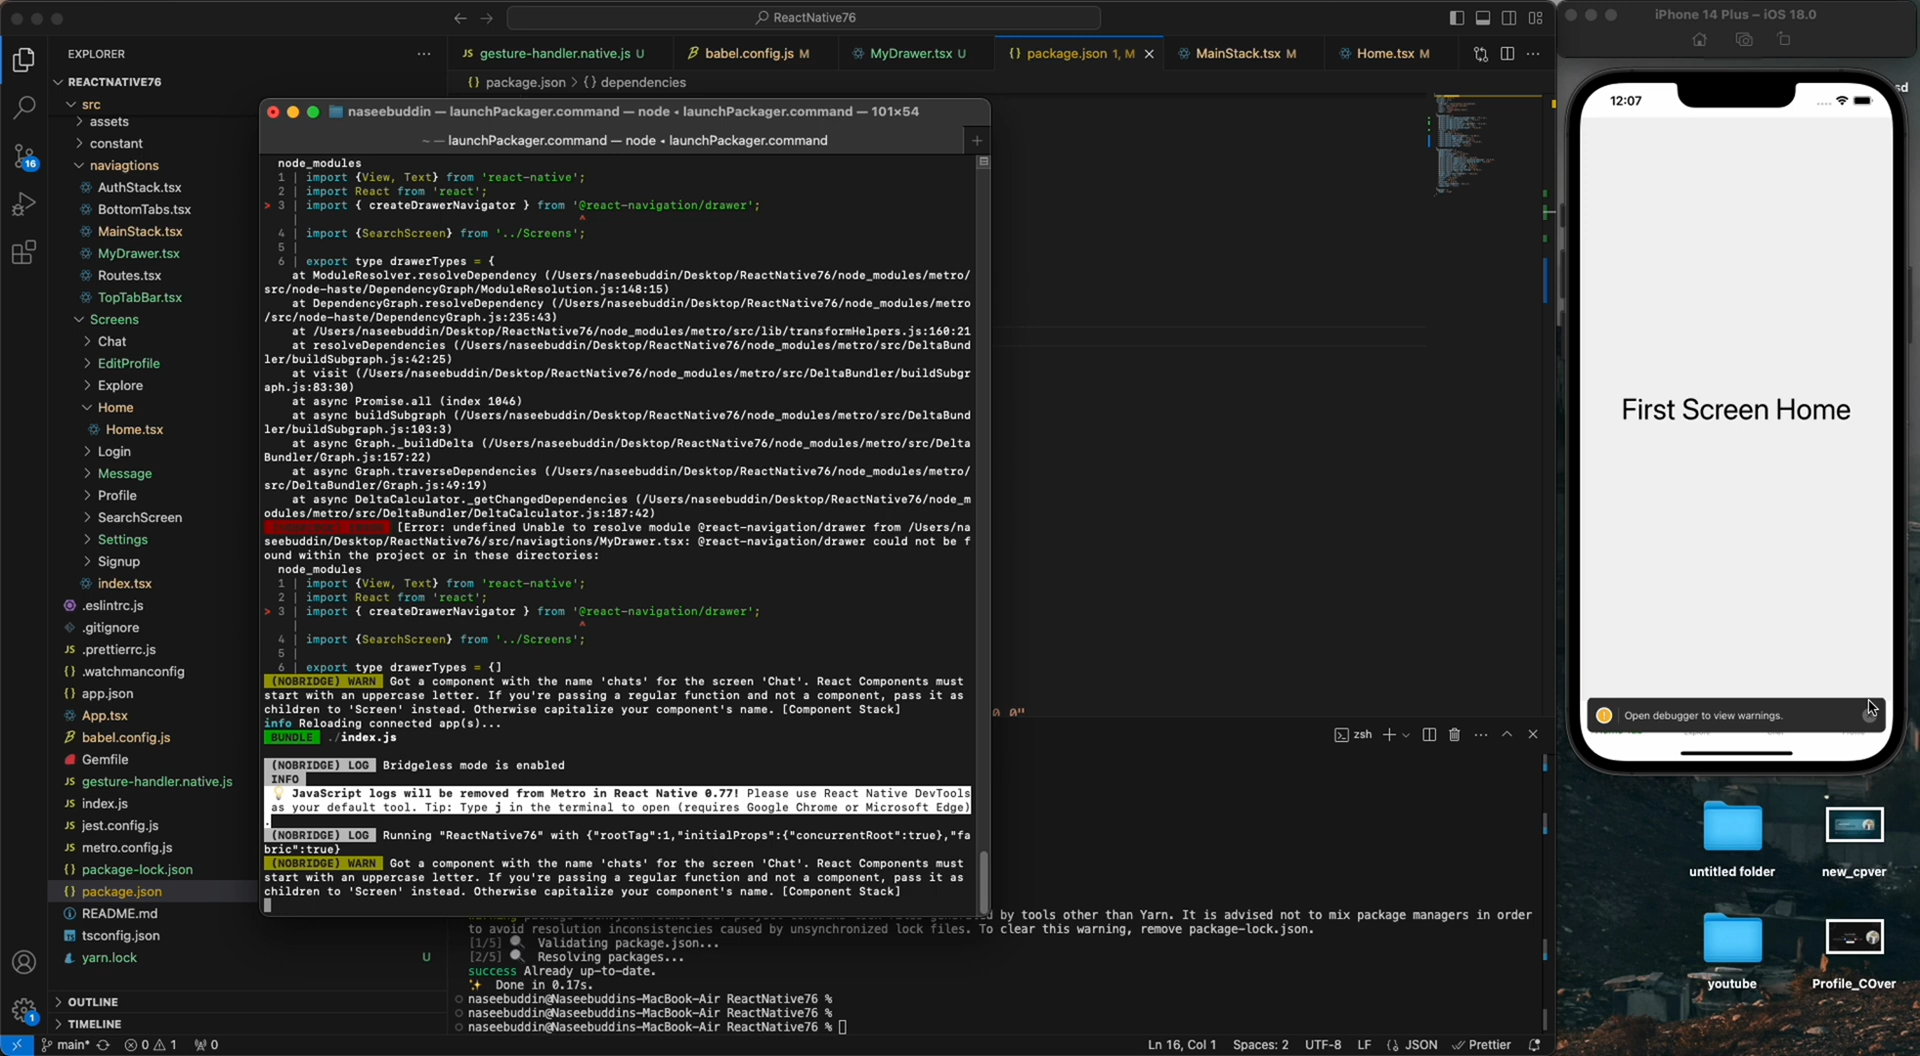 ReactNative76
iPhone 14 Plus – iOS 18.0
EXPLORER
gesture-handler.native.js U
babel.config.js M
MyDrawer.tsx U
package.json 1, M
MainStack.tsx M
Home.tsx M
package.json > {} dependencies
REACTNATIVE76
src
assets
constant
naviagtions
AuthStack.tsx
BottomTabs.tsx
MainStack.tsx
MyDrawer.tsx
Routes.tsx
TopTabBar.tsx
Screens
Chat
EditProfile
Explore
Home
Home.tsx
Login
Message
Profile
SearchScreen
Settings
Signup
index.tsx
.eslintrc.js
.gitignore
.prettierrc.js
.watchmanconfig
app.json
App.tsx
babel.config.js
Gemfile
gesture-handler.native.js
index.js
jest.config.js
metro.config.js
package-lock.json
package.json
README.md
tsconfig.json
yarn.lock U
OUTLINE
TIMELINE
16
1
naseebuddin — launchPackager.command — node ◂ launchPackager.command — 101×54
~ — launchPackager.command — node ◂ launchPackager.command
node_modules
1 | import {View, Text} from 'react-native';
2 | import React from 'react';
> 3 | import { createDrawerNavigator } from '@react-navigation/drawer';
| ^
4 | import {SearchScreen} from '../Screens';
5 |
6 | export type drawerTypes = {
at ModuleResolver.resolveDependency (/Users/naseebuddin/Desktop/ReactNative76/node_modules/metro/
src/node-haste/DependencyGraph/ModuleResolution.js:148:15)
at DependencyGraph.resolveDependency (/Users/naseebuddin/Desktop/ReactNative76/node_modules/metro
/src/node-haste/DependencyGraph.js:235:43)
at /Users/naseebuddin/Desktop/ReactNative76/node_modules/metro/src/lib/transformHelpers.js:160:21
at resolveDependencies (/Users/naseebuddin/Desktop/ReactNative76/node_modules/metro/src/DeltaBund
ler/buildSubgraph.js:42:25)
at visit (/Users/naseebuddin/Desktop/ReactNative76/node_modules/metro/src/DeltaBundler/buildSubgr
aph.js:83:30)
at async Promise.all (index 1046)
at async buildSubgraph (/Users/naseebuddin/Desktop/ReactNative76/node_modules/metro/src/DeltaBund
ler/buildSubgraph.js:103:3)
at async Graph._buildDelta (/Users/naseebuddin/Desktop/ReactNative76/node_modules/metro/src/Delta
Bundler/Graph.js:157:22)
at async Graph.traverseDependencies (/Users/naseebuddin/Desktop/ReactNative76/node_modules/metro/
src/DeltaBundler/Graph.js:49:19)
at async DeltaCalculator._getChangedDependencies (/Users/naseebuddin/Desktop/ReactNative76/node_m
odules/metro/src/DeltaBundler/DeltaCalculator.js:187:42)
[Error: undefined Unable to resolve module @react-navigation/drawer from /Users/na
seebuddin/Desktop/ReactNative76/src/naviagtions/MyDrawer.tsx: @react-navigation/drawer could not be f
ound within the project or in these directories:
node_modules
1 | import {View, Text} from 'react-native';
2 | import React from 'react';
> 3 | import { createDrawerNavigator } from '@react-navigation/drawer';
| ^
4 | import {SearchScreen} from '../Screens';
5 |
6 | export type drawerTypes = {]
(NOBRIDGE) WARN Got a component with the name 'chats' for the screen 'Chat'. React Components must
start with an uppercase letter. If you're passing a regular function and not a component, pass it as
children to 'Screen' instead. Otherwise capitalize your component's name. [Component Stack]
info Reloading connected app(s)...
BUNDLE ./index.js
(NOBRIDGE) LOG Bridgeless mode is enabled
INFO
JavaScript logs will be removed from Metro in React Native 0.77! Please use React Native DevTools
as your default tool. Tip: Type j in the terminal to open (requires Google Chrome or Microsoft Edge)
.
(NOBRIDGE) LOG Running "ReactNative76" with {"rootTag":1,"initialProps":{"concurrentRoot":true},"fa
bric":true}
(NOBRIDGE) WARN Got a component with the name 'chats' for the screen 'Chat'. React Components must
start with an uppercase letter. If you're passing a regular function and not a component, pass it as
children to 'Screen' instead. Otherwise capitalize your component's name. [Component Stack]
zsh
by tools other than Yarn. It is advised not to mix package managers in order
to avoid resolution inconsistencies caused by unsynchronized lock files. To clear this warning, remove package-lock.json.
[1/5] Validating package.json...
[2/5] Resolving packages...
success Already up-to-date.
Done in 0.17s.
naseebuddin@Naseebuddins-MacBook-Air ReactNative76 %
naseebuddin@Naseebuddins-MacBook-Air ReactNative76 %
naseebuddin@Naseebuddins-MacBook-Air ReactNative76 %
12:07
First Screen Home
Open debugger to view warnings.
sd
untitled folder
new_cpver
youtube
Profile_COver
main*
0 1
0
Ln 16, Col 1
Spaces: 2
UTF-8
LF
{} JSON
Prettier